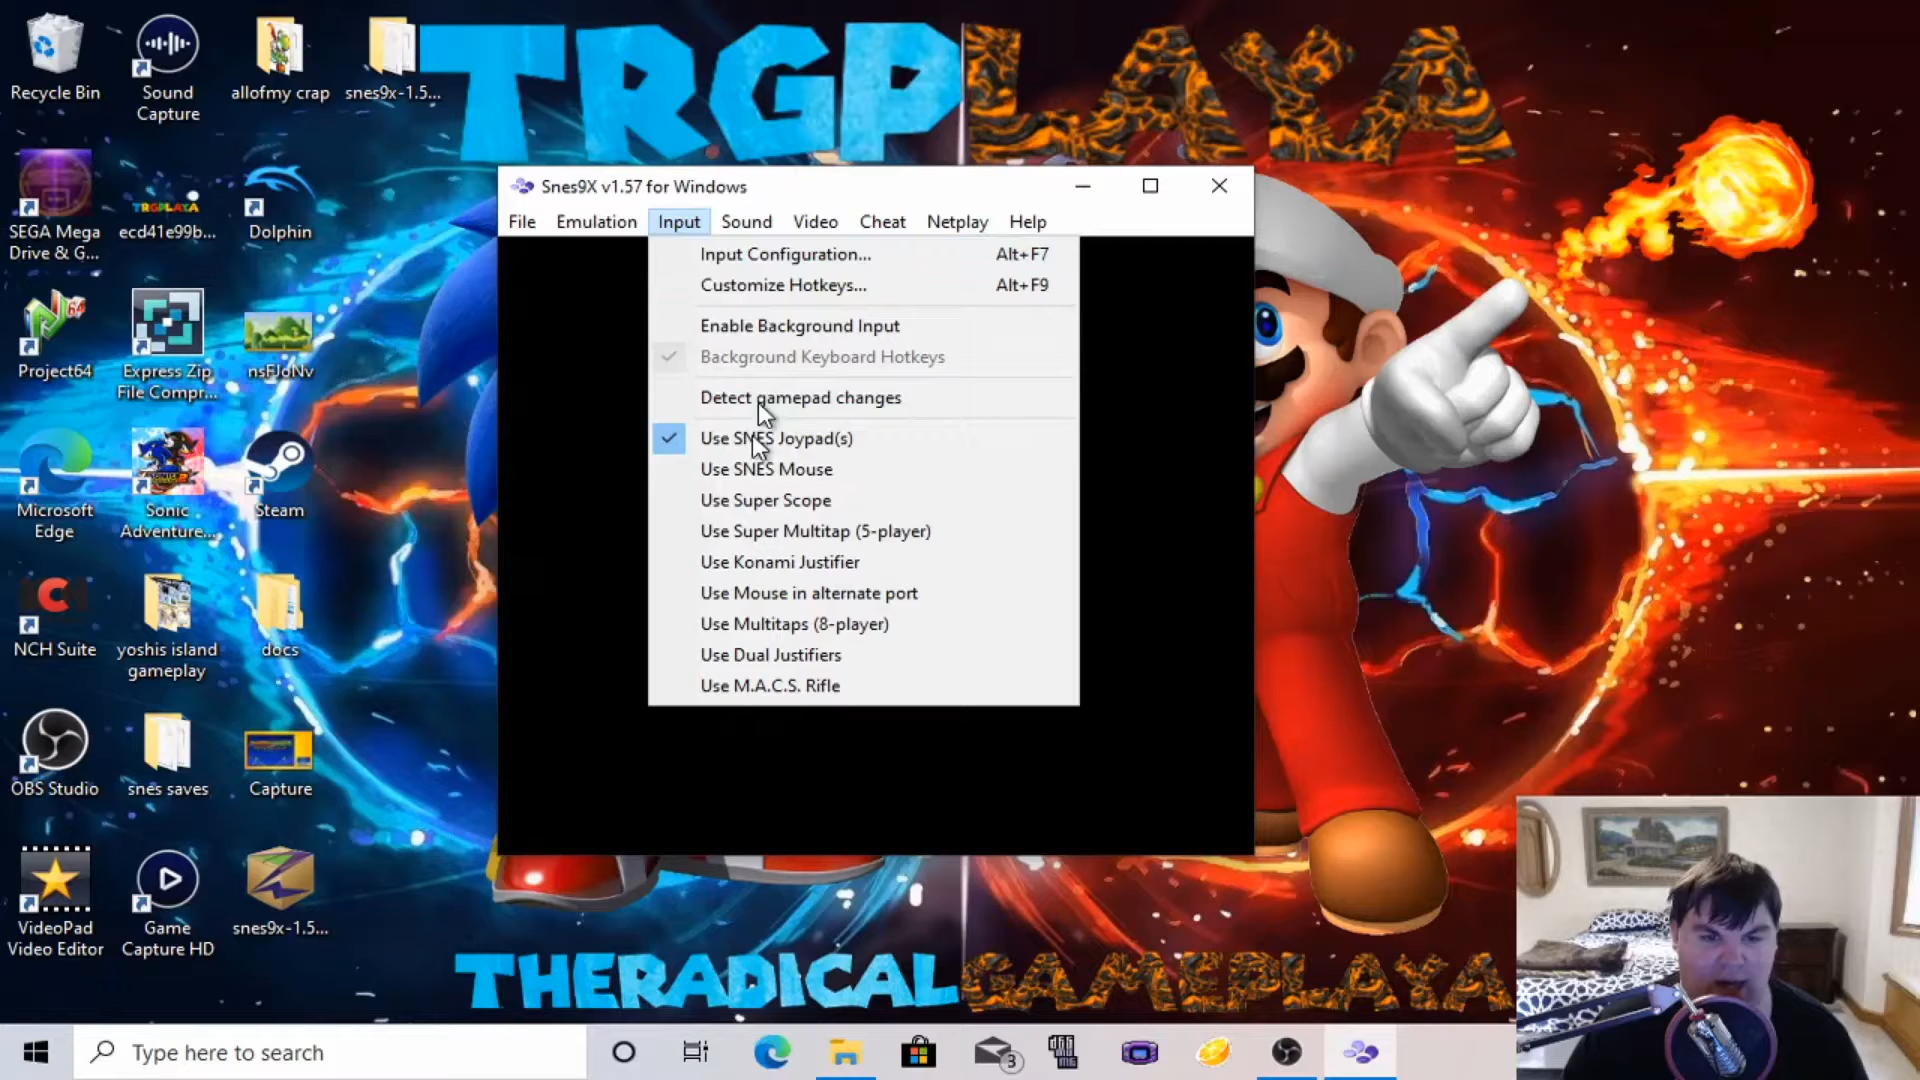 TRGPLAYA
Recycle Bin
Sound Capture
allofmy crap
snes9x-1.5...
SEGA Mega Drive & G...
ecd41e99b...
Dolphin
Project64
Express Zip File Compr...
nsFJoNv
Microsoft Edge
Sonic Adventure...
Steam
NCH Suite
yoshis island gameplay
docs
OBS Studio
snes saves
Capture
VideoPad Video Editor
Game Capture HD
snes9x-1.5...
Snes9X v1.57 for Windows
File Emulation Input Sound Video Cheat Netplay Help
Input Configuration... Alt+F7
Customize Hotkeys... Alt+F9
Enable Background Input
Background Keyboard Hotkeys
Detect gamepad changes
Use SNES Joypad(s)
Use SNES Mouse
Use Super Scope
Use Super Multitap (5-player)
Use Konami Justifier
Use Mouse in alternate port
Use Multitaps (8-player)
Use Dual Justifiers
Use M.A.C.S. Rifle
THERADICALGAMEPLAYA
Type here to search
3